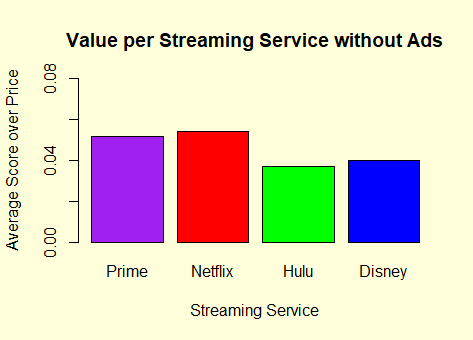 Value per Streaming Service without Ads
Average Score over Price
0.08
0.04
0.00
Prime Netflix Hulu Disney
Streaming Service